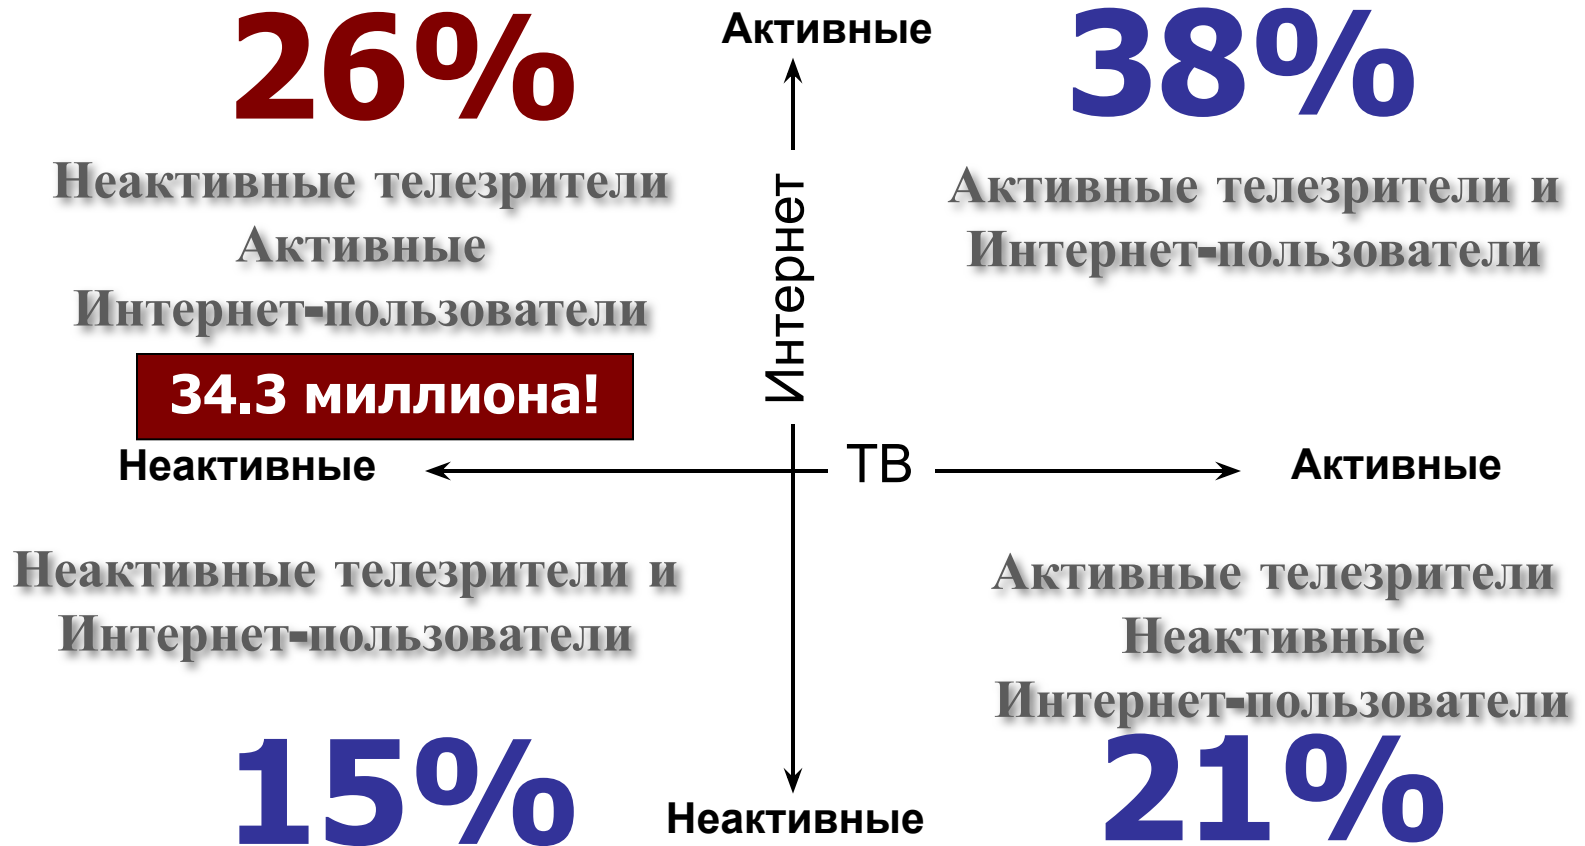 26%
Неактивные телезрители
Активные
Интернет-пользователи
34.3 миллиона!
Активные
38%
Активные телезрители и
Интернет-пользователи
Интернет
Неактивные
ТВ
Активные
Неактивные телезрители и
Интернет-пользователи
15%
Неактивные
Активные телезрители
Неактивные
Интернет-пользователи
21%